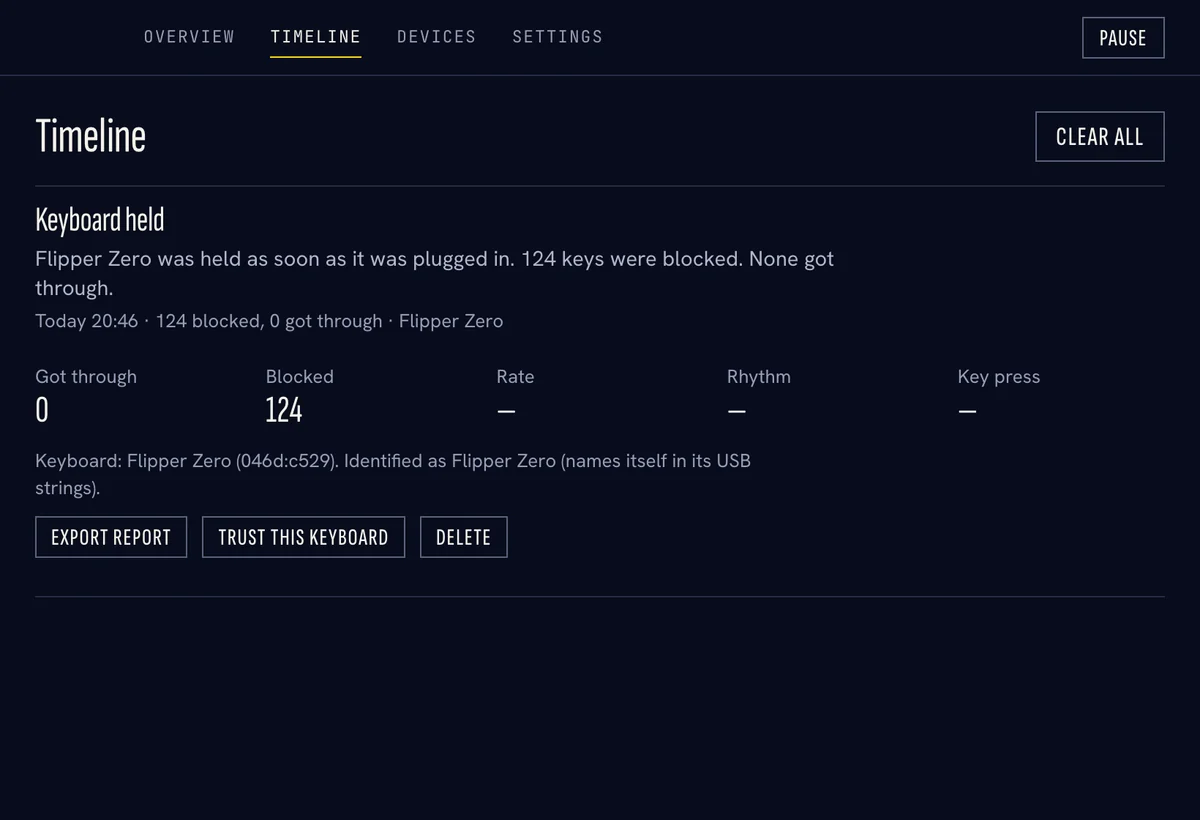 OVERVIEW TIMELINE DEVICES SETTINGS PAUSE
Timeline CLEAR ALL
Keyboard held
Flipper Zero was held as soon as it was plugged in. 124 keys were blocked. None got
through.
Today 20:46 · 124 blocked, 0 got through · Flipper Zero
Got through Blocked Rate Rhythm Key press
0 124 — — —
Keyboard: Flipper Zero (046d:c529). Identified as Flipper Zero (names itself in its USB
strings).
EXPORT REPORT TRUST THIS KEYBOARD DELETE